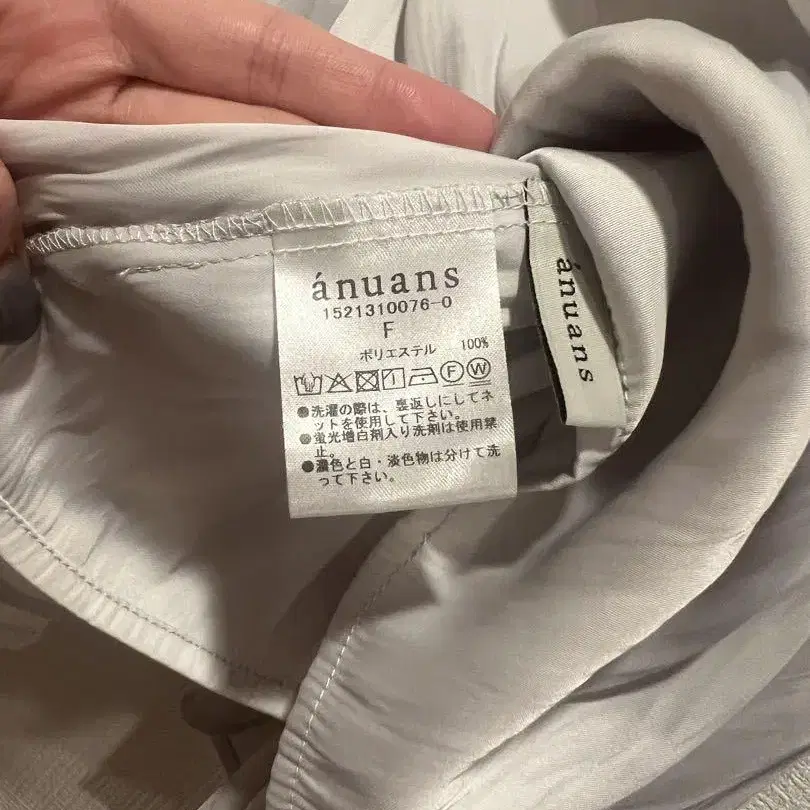 ánuans
1521310076-0
F
ポリエステル 100%
F W
●洗濯の際は、裏返しにしてネ
ットを使用して下さい。
●蛍光増白剤入り洗剤は使用禁
止。
●濃色と白・淡色物は分けて洗
って下さい。
ánuans